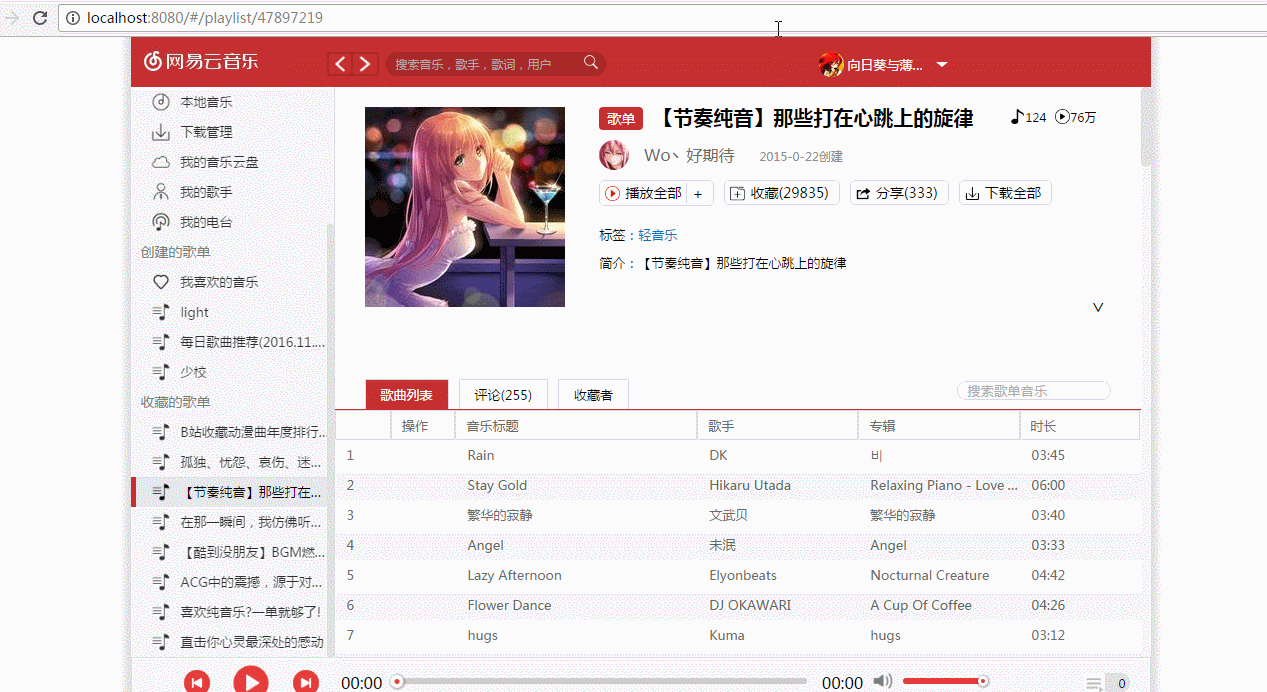 localhost:8080/#/playlist/47897219
网易云音乐
搜索音乐，歌手，歌词，用户
向日葵与薄...
本地音乐
下载管理
我的音乐云盘
我的歌手
我的电台
创建的歌单
我喜欢的音乐
light
每日歌曲推荐(2016.11....
少校
收藏的歌单
B站收藏动漫曲年度排行...
孤独、忧怨、哀伤、迷...
【节奏纯音】那些打在...
在那一瞬间，我仿佛听...
【酷到没朋友】BGM燃...
ACG中的震撼，源于对...
喜欢纯音乐?一单就够了!
直击你心灵最深处的感动
歌单 【节奏纯音】那些打在心跳上的旋律 124 76万
Wo丶好期待 2015-0-22创建
播放全部 + 收藏(29835) 分享(333) 下载全部
标签：轻音乐
简介：【节奏纯音】那些打在心跳上的旋律
歌曲列表 评论(255) 收藏者 搜索歌单音乐
操作 音乐标题 歌手 专辑 时长
1 Rain DK 비 03:45
2 Stay Gold Hikaru Utada Relaxing Piano - Love ... 06:00
3 繁华的寂静 文武贝 繁华的寂静 03:40
4 Angel 未泯 Angel 03:33
5 Lazy Afternoon Elyonbeats Nocturnal Creature 04:42
6 Flower Dance DJ OKAWARI A Cup Of Coffee 04:26
7 hugs Kuma hugs 03:12
00:00 00:00 0